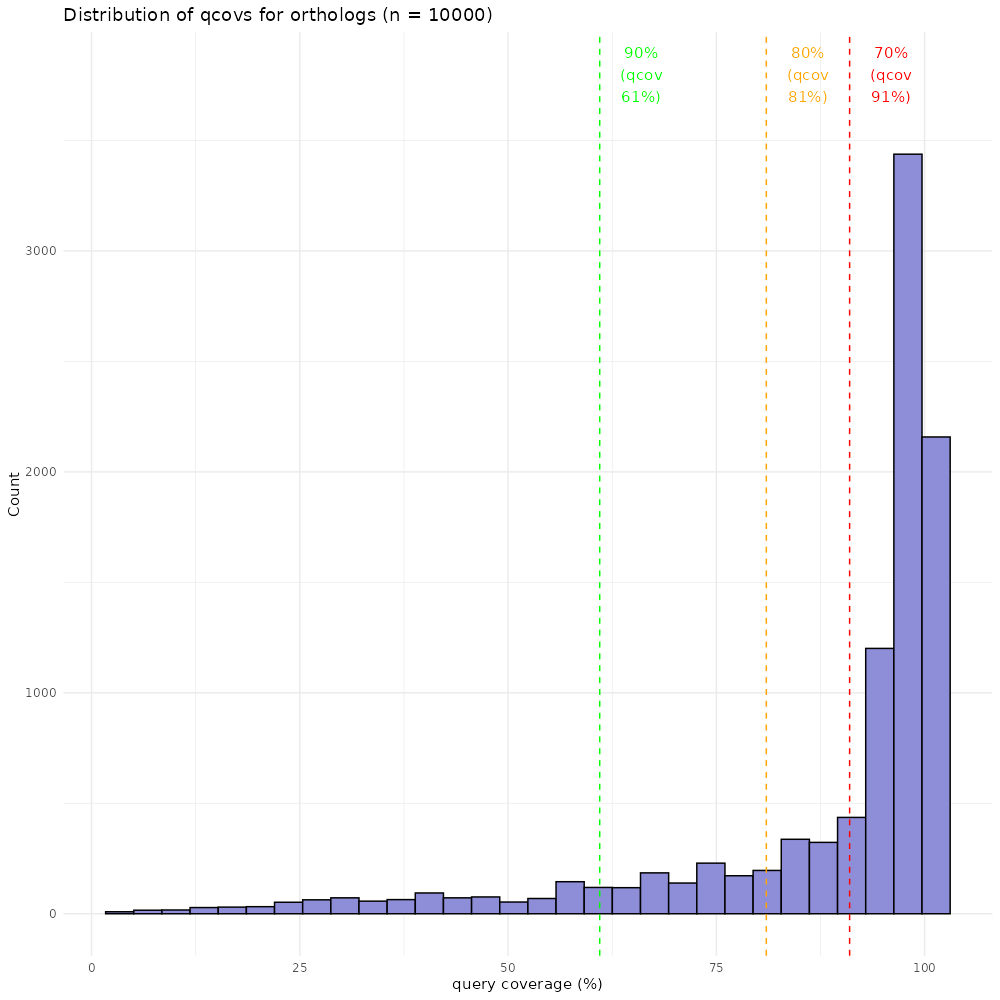 Distribution of qcovs for orthologs (n = 10000)
90%
(qcov
61%)
80%
(qcov
81%)
70%
(qcov
91%)
3000
2000
1000
0
Count
0
25
50
75
100
query coverage (%)